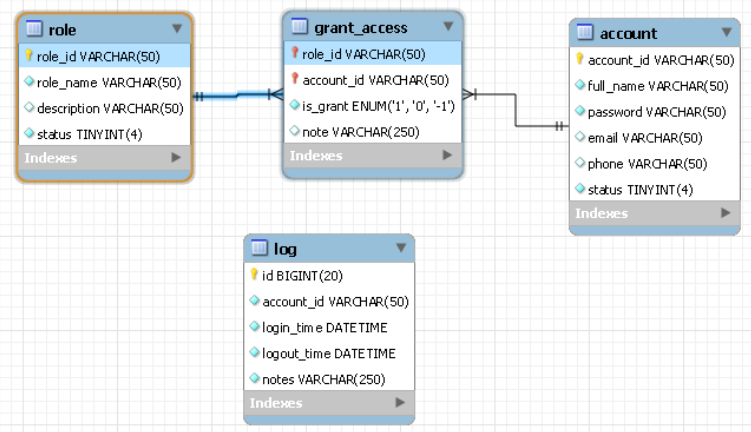 role
role_id VARCHAR(50)
role_name VARCHAR(50)
description VARCHAR(50)
status TINYINT(4)
Indexes
grant_access
role_id VARCHAR(50)
account_id VARCHAR(50)
is_grant ENUM('1', '0', '-1')
note VARCHAR(250)
Indexes
account
account_id VARCHAR(50)
full_name VARCHAR(50)
password VARCHAR(50)
email VARCHAR(50)
phone VARCHAR(50)
status TINYINT(4)
Indexes
log
id BIGINT(20)
account_id VARCHAR(50)
login_time DATETIME
logout_time DATETIME
notes VARCHAR(250)
Indexes